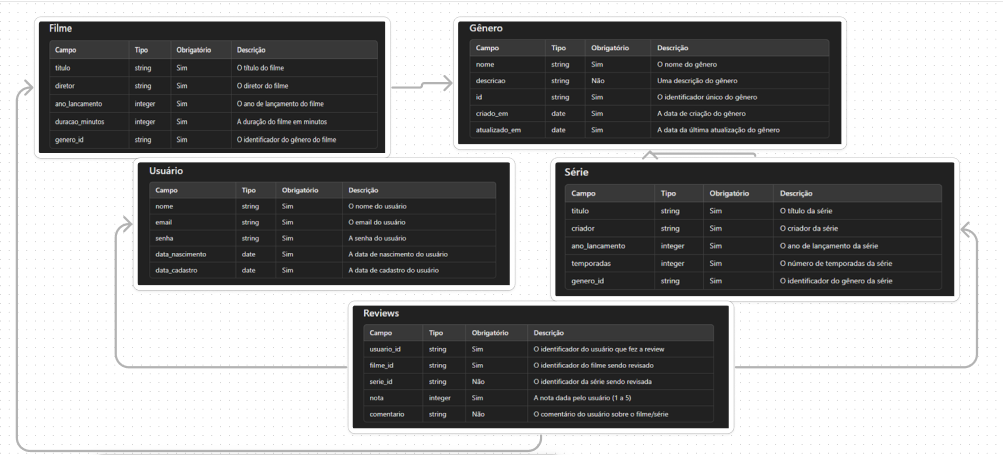 Filme
Campo Tipo Obrigatório Descrição
titulo string Sim O título do filme
diretor string Sim O diretor do filme
ano_lancamento integer Sim O ano de lançamento do filme
duracao_minutos integer Sim A duração do filme em minutos
genero_id string Sim O identificador do gênero do filme
Gênero
Campo Tipo Obrigatório Descrição
nome string Sim O nome do gênero
descricao string Não Uma descrição do gênero
id string Sim O identificador único do gênero
criado_em date Sim A data de criação do gênero
atualizado_em date Sim A data da última atualização do gênero
Usuário
Campo Tipo Obrigatório Descrição
nome string Sim O nome do usuário
email string Sim O email do usuário
senha string Sim A senha do usuário
data_nascimento date Sim A data de nascimento do usuário
data_cadastro date Sim A data de cadastro do usuário
Série
Campo Tipo Obrigatório Descrição
titulo string Sim O título da série
criador string Sim O criador da série
ano_lancamento integer Sim O ano de lançamento da série
temporadas integer Sim O número de temporadas da série
genero_id string Sim O identificador do gênero da série
Reviews
Campo Tipo Obrigatório Descrição
usuario_id string Sim O identificador do usuário que fez a review
filme_id string Sim O identificador do filme sendo revisado
serie_id string Não O identificador da série sendo revisada
nota integer Sim A nota dada pelo usuário (1 a 5)
comentario string Não O comentário do usuário sobre o filme/série